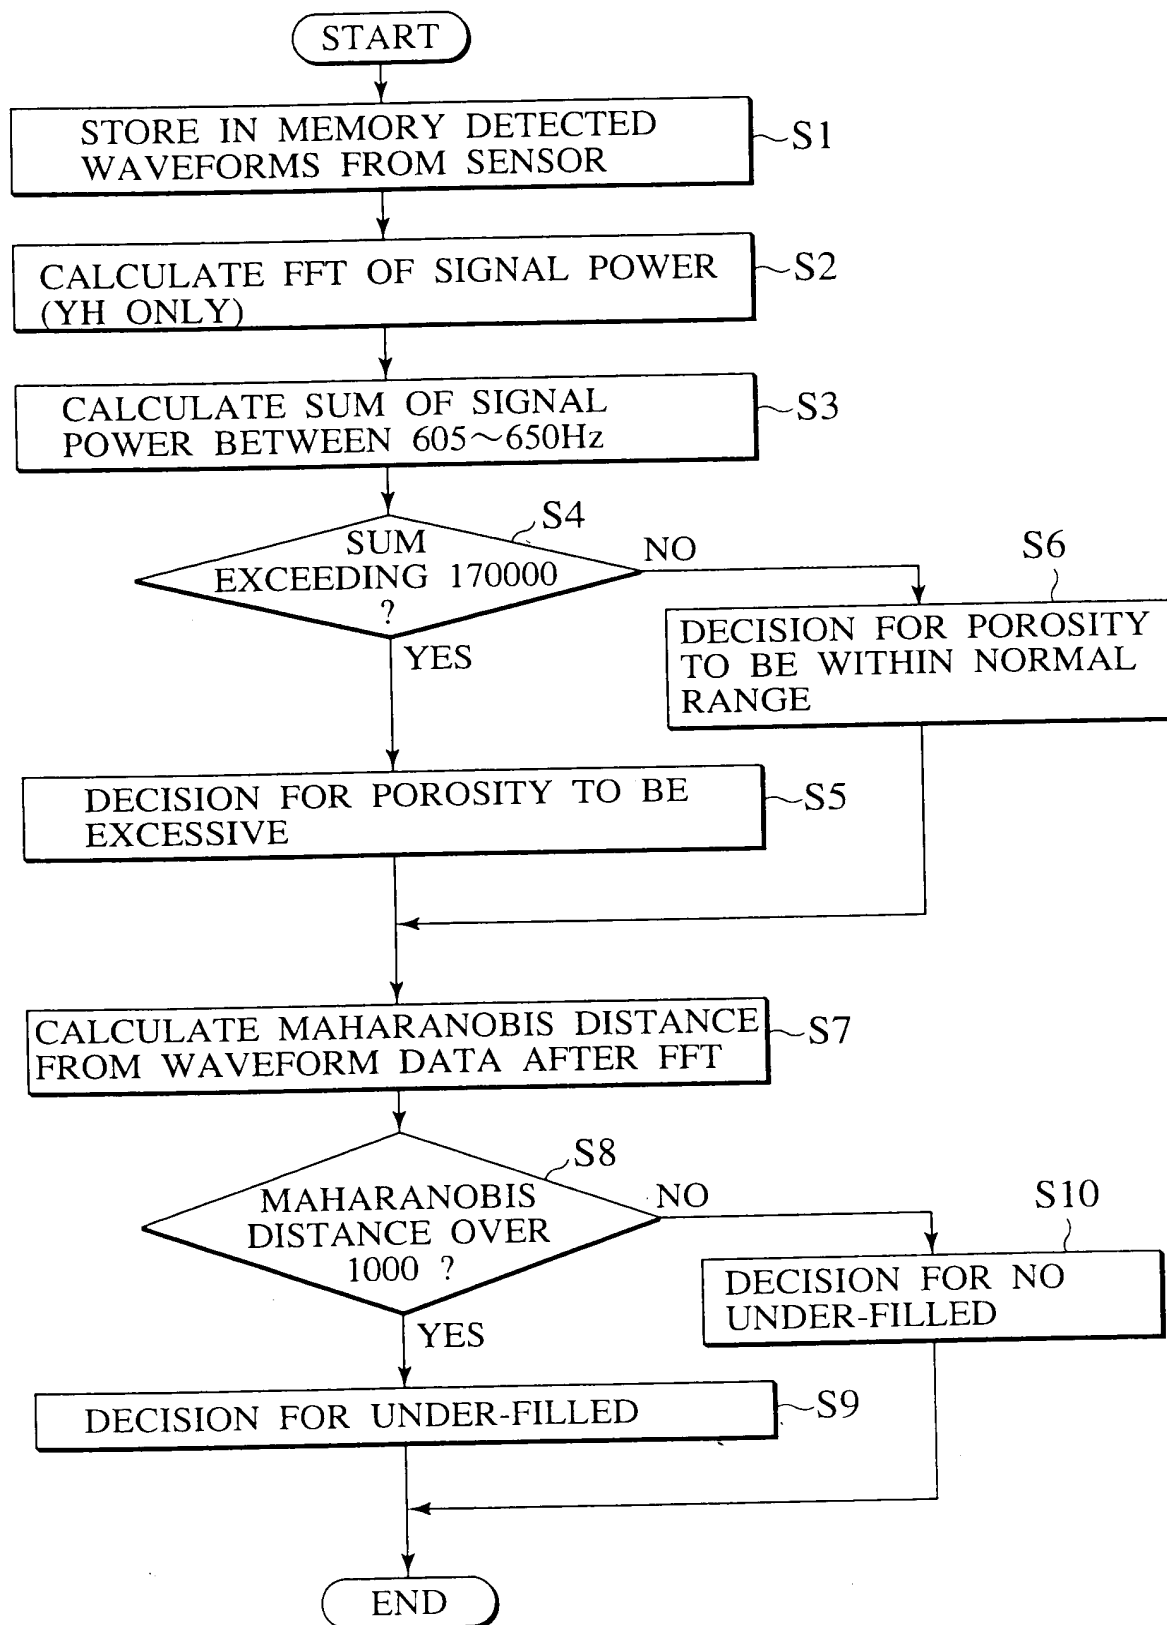 START
STORE IN MEMORY DETECTED
WAVEFORMS FROM SENSOR
S1
CALCULATE FFT OF SIGNAL POWER
(YH ONLY)
S2
CALCULATE SUM OF SIGNAL
POWER BETWEEN 605~650Hz
S3
SUM
EXCEEDING 170000
?
S4
NO
YES
S6
DECISION FOR POROSITY
TO BE WITHIN NORMAL
RANGE
DECISION FOR POROSITY TO BE
EXCESSIVE
S5
CALCULATE MAHARANOBIS DISTANCE
FROM WAVEFORM DATA AFTER FFT
S7
MAHARANOBIS
DISTANCE OVER
1000 ?
S8
NO
YES
S10
DECISION FOR NO
UNDER-FILLED
DECISION FOR UNDER-FILLED
S9
END